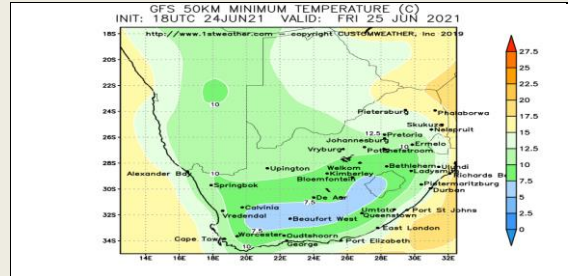 GFS 50KM MINIMUM TEMPERATURE (C)
INIT: 18UTC 24JUN21 VALID: FRI 25 JUN 2021
http://www.1stweather.com — copyright CUSTOMWEATHER, Inc 2019
18S
20S
22S
24S
26S
28S
30S
32S
34S
14E 16E 18E 20E 22E 24E 26E 28E 30E 32E
27.5
25
22.5
20
17.5
15
12.5
10
7.5
5
2.5
0
10
Pietersburg Phalaborwa
Skukuza
Nelspruit
12.5 Pretoria
Johannesburg
Vryburg Potchefstroom 10 Ermelo
Welkom Bethlehem Ulundi
Upington Kimberley Ladysmith
Alexander Bay 10 Bloemfontein Richards B
Springbok Pietermaritzburg
Durban
7.5 De Aar
Calvinia Umtata Port St Johns
Vredendal Beaufort West Queenstown
7.5 East London
Cape Town Worcester Oudtshoorn
10 George Port Elizabeth